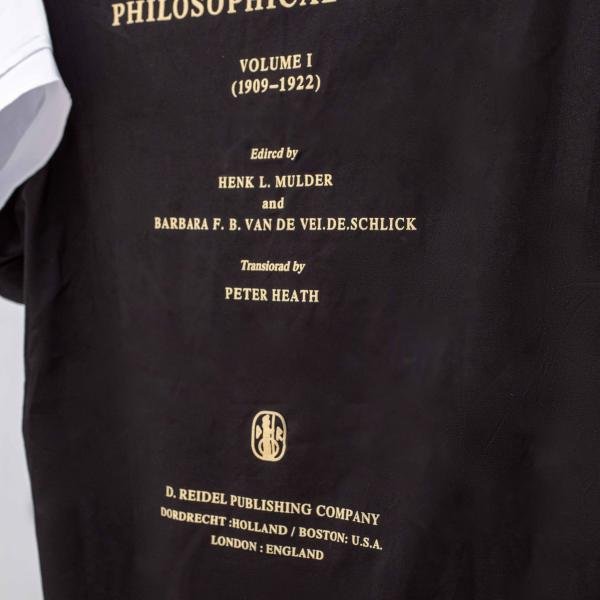 PHILOSOPHICAL
VOLUME I
(1909–1922)
Edircd by
HENK L. MULDER
and
BARBARA F. B. VAN DE VEI.DE.SCHLICK
Transiorad by
PETER HEATH
D R
D. REIDEL PUBLISHING COMPANY
DORDRECHT :HOLLAND / BOSTON: U.S.A.
LONDON : ENGLAND